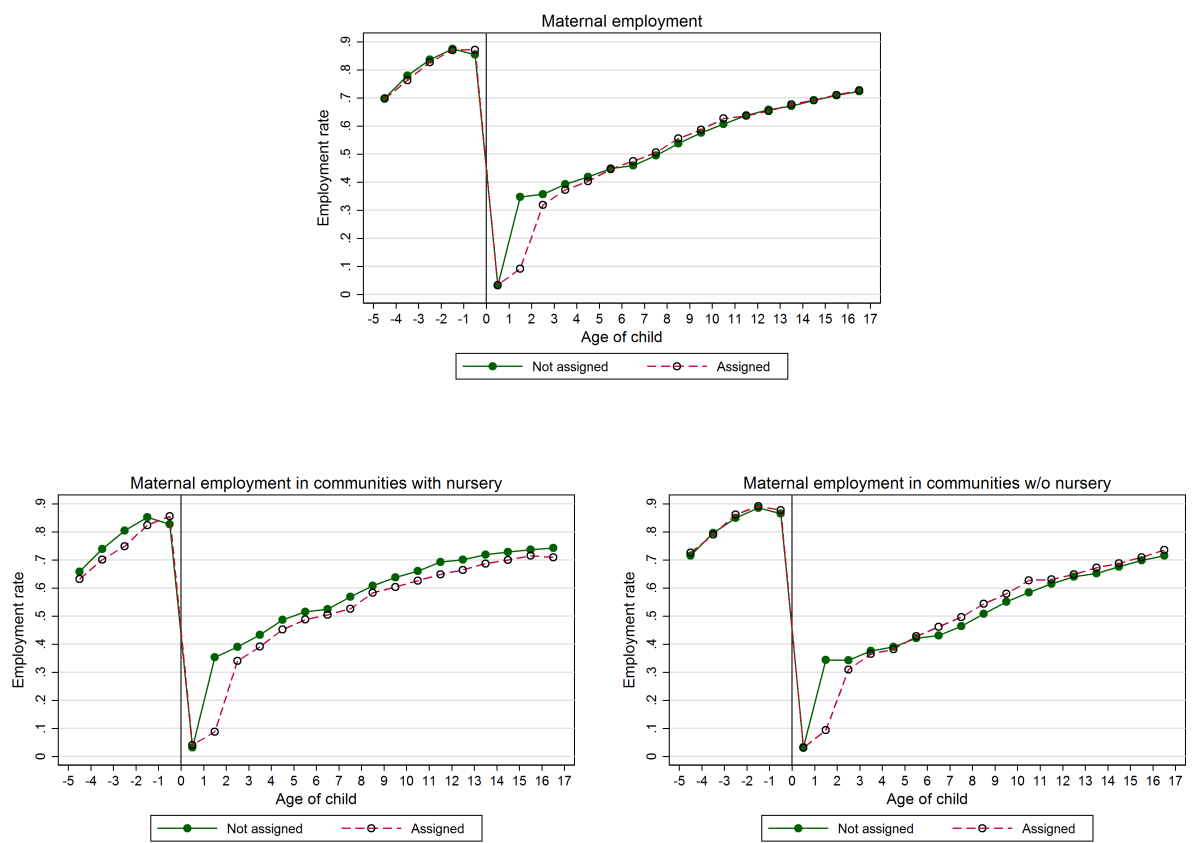 Maternal employment
Employment rate
0 .1 .2 .3 .4 .5 .6 .7 .8 .9
-5 -4 -3 -2 -1 0 1 2 3 4 5 6 7 8 9 10 11 12 13 14 15 16 17
Age of child
Not assigned Assigned
Maternal employment in communities with nursery
Employment rate
0 .1 .2 .3 .4 .5 .6 .7 .8 .9
-5 -4 -3 -2 -1 0 1 2 3 4 5 6 7 8 9 10 11 12 13 14 15 16 17
Age of child
Not assigned Assigned
Maternal employment in communities w/o nursery
Employment rate
0 .1 .2 .3 .4 .5 .6 .7 .8 .9
-5 -4 -3 -2 -1 0 1 2 3 4 5 6 7 8 9 10 11 12 13 14 15 16 17
Age of child
Not assigned Assigned